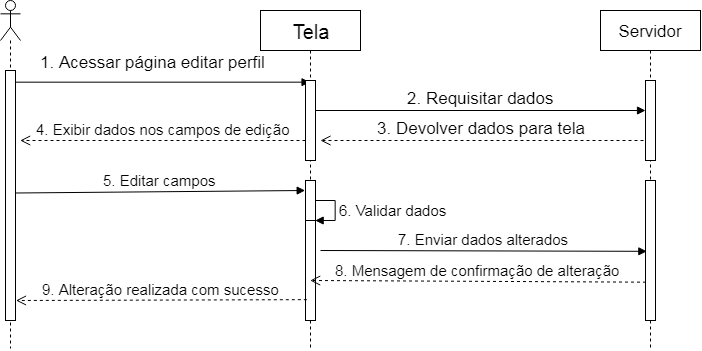 Tela
Servidor
1. Acessar página editar perfil
2. Requisitar dados
3. Devolver dados para tela
4. Exibir dados nos campos de edição
5. Editar campos
6. Validar dados
7. Enviar dados alterados
8. Mensagem de confirmação de alteração
9. Alteração realizada com sucesso